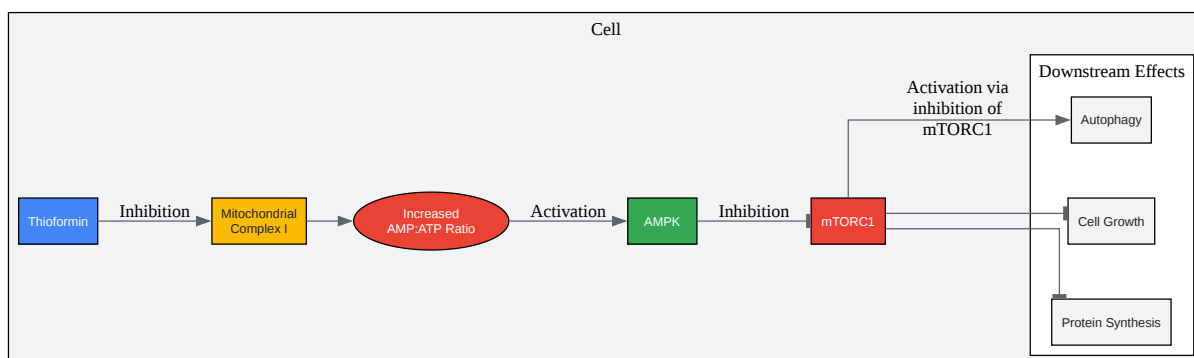 Cell
Downstream Effects
Activation via
inhibition of
mTORC1
Autophagy
Thioformin
Inhibition
Mitochondrial
Complex I
Increased
AMP:ATP Ratio
Activation
AMPK
Inhibition
mTORC1
Cell Growth
Protein Synthesis